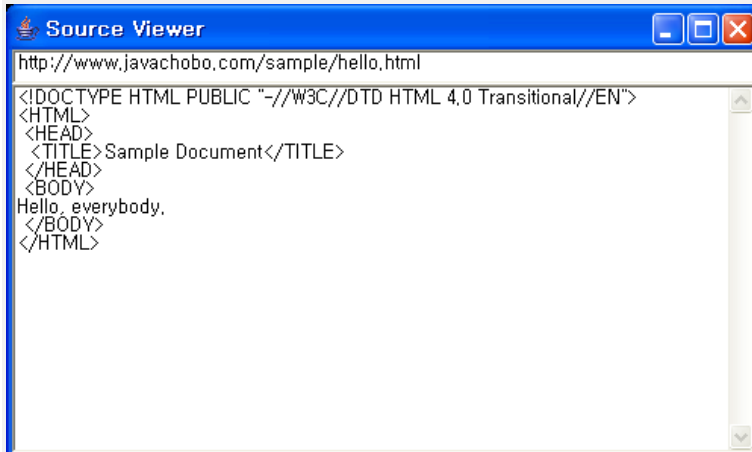 Source Viewer
http://www.javachobo.com/sample/hello.html
<!DOCTYPE HTML PUBLIC "-//W3C//DTD HTML 4.0 Transitional//EN">
<HTML>
<HEAD>
<TITLE>Sample Document</TITLE>
</HEAD>
<BODY>
Hello, everybody.
</BODY>
</HTML>